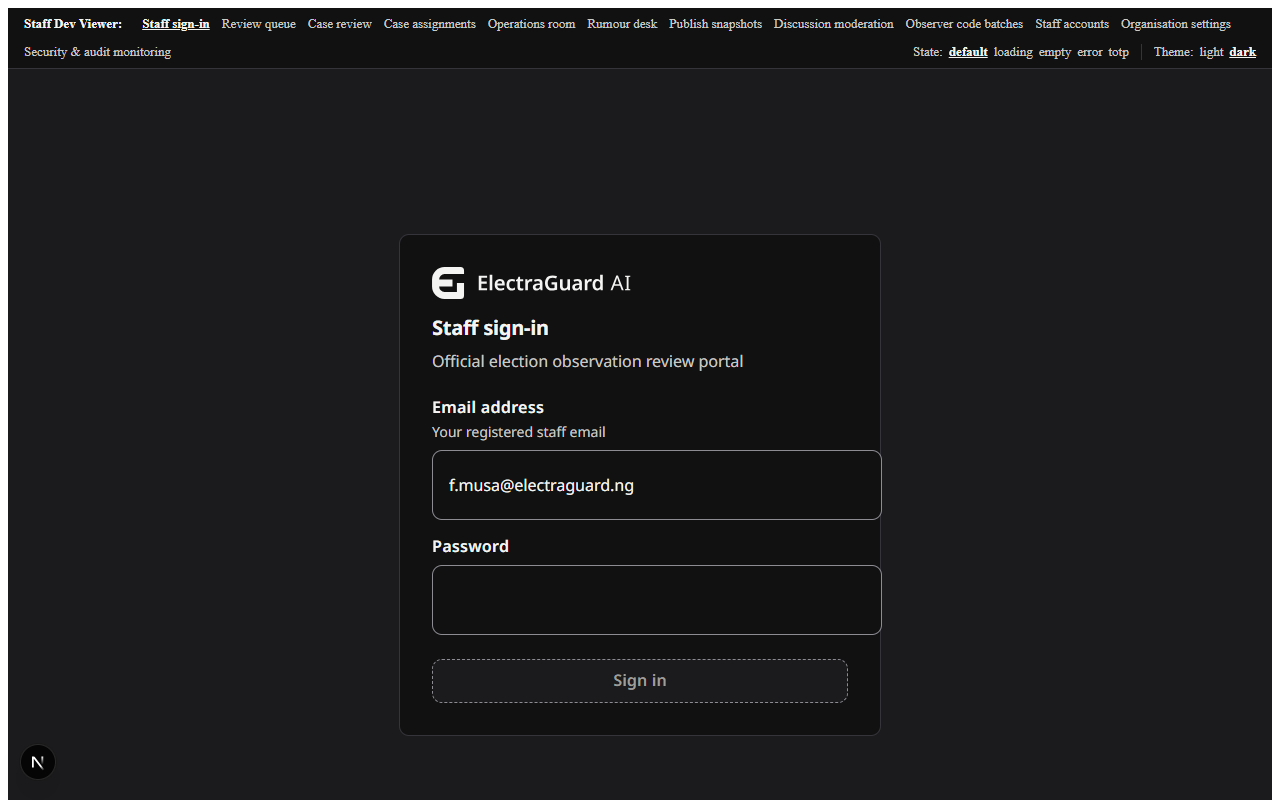 Staff Dev Viewer: Staff sign-in Review queue Case review Case assignments Operations room Rumour desk Publish snapshots Discussion moderation Observer code batches Staff accounts Organisation settings
Security & audit monitoring State: default loading empty error totp Theme: light dark
ElectraGuard AI
Staff sign-in
Official election observation review portal
Email address
Your registered staff email
f.musa@electraguard.ng
Password
Sign in
N